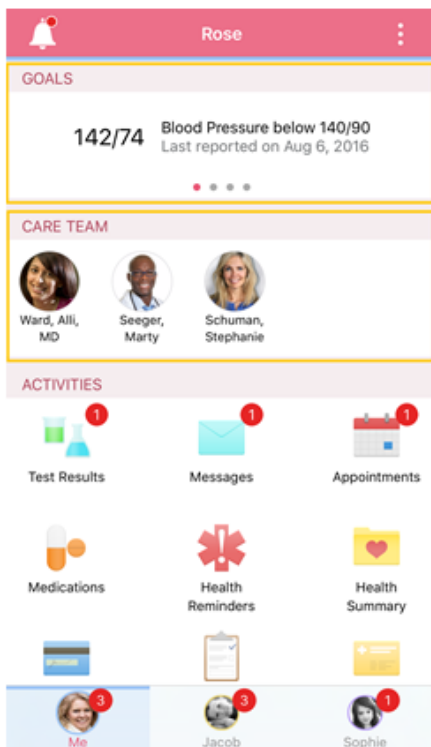 Rose
GOALS
142/74
Blood Pressure below 140/90
Last reported on Aug 6, 2016
CARE TEAM
Ward, Alli,
MD
Seeger,
Marty
Schuman,
Stephanie
ACTIVITIES
1
1
1
Test Results
Messages
Appointments
Medications
Health
Reminders
Health
Summary
3
3
1
Me
Jacob
Sophie